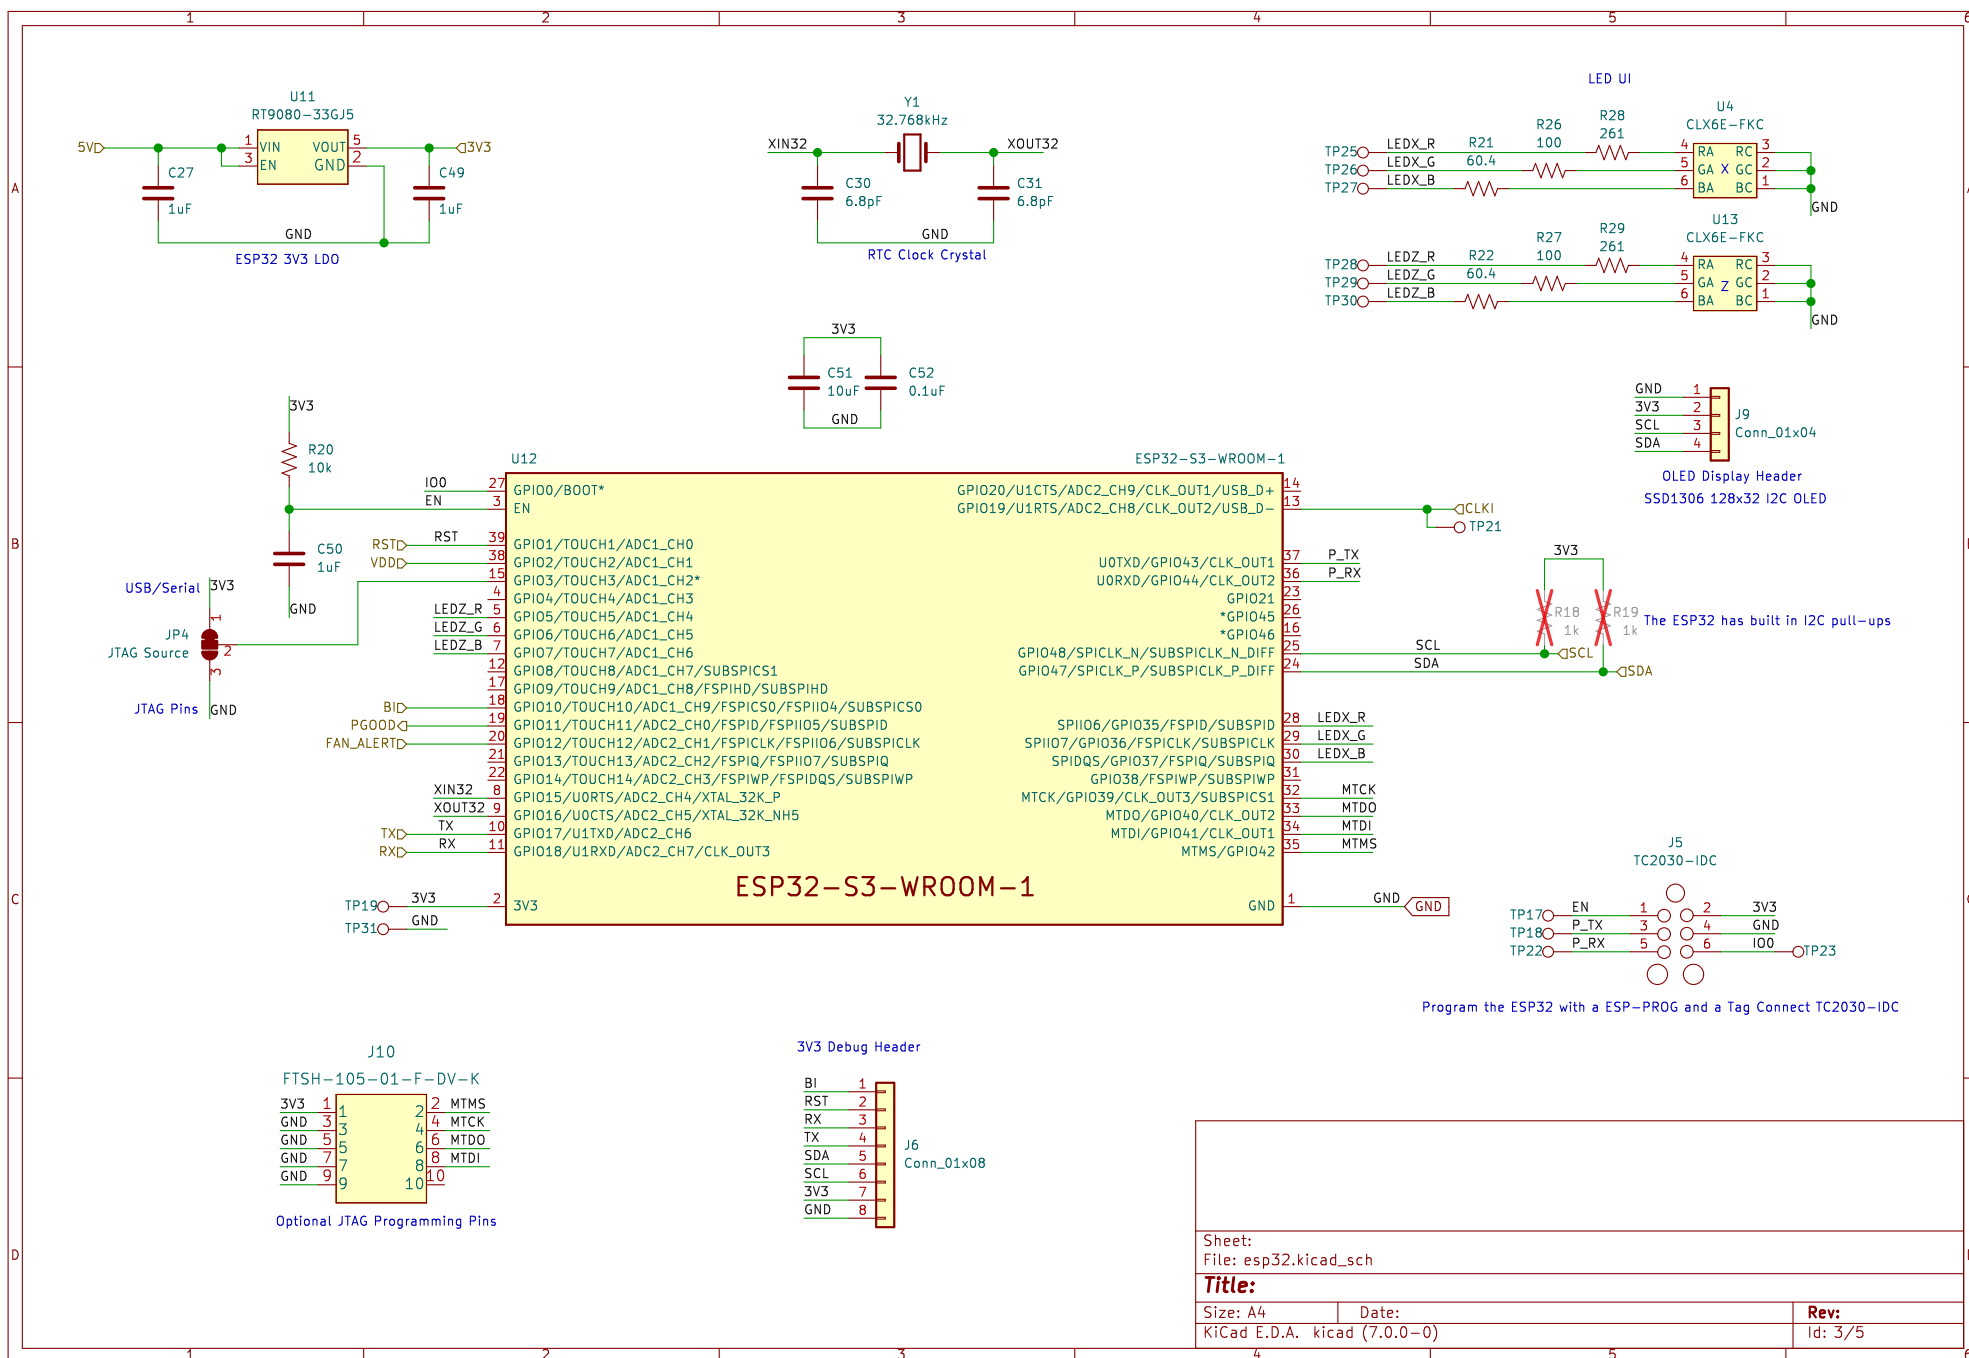 1 2 3 4 5 6
A
B
C
D
U11
RT9080-33GJ5
5V
1 VIN VOUT 5
3 EN GND 2
3V3
C27
1uF
C49
1uF
GND
ESP32 3V3 LDO
Y1
32.768kHz
XIN32
XOUT32
C30
6.8pF
C31
6.8pF
GND
RTC Clock Crystal
LED UI
TP25 LEDX_R
TP26 LEDX_G
TP27 LEDX_B
R21
60.4
R26
100
R28
261
U4
CLX6E-FKC
4 RA RC 3
5 GA X GC 2
6 BA BC 1
GND
TP28 LEDZ_R
TP29 LEDZ_G
TP30 LEDZ_B
R22
60.4
R27
100
R29
261
U13
CLX6E-FKC
4 RA RC 3
5 GA Z GC 2
6 BA BC 1
GND
3V3
C51
10uF
C52
0.1uF
GND
GND 1
3V3 2
SCL 3
SDA 4
J9
Conn_01x04
OLED Display Header
SSD1306 128x32 I2C OLED
3V3
R20
10k
C50
1uF
GND
USB/Serial
3V3
JP4
JTAG Source
1
2
3
JTAG Pins
GND
U12
ESP32-S3-WROOM-1
IO0 27 GPIO0/BOOT*
EN 3 EN
RST RST 39 GPIO1/TOUCH1/ADC1_CH0
VDD 38 GPIO2/TOUCH2/ADC1_CH1
15 GPIO3/TOUCH3/ADC1_CH2*
4 GPIO4/TOUCH4/ADC1_CH3
LEDZ_R 5 GPIO5/TOUCH5/ADC1_CH4
LEDZ_G 6 GPIO6/TOUCH6/ADC1_CH5
LEDZ_B 7 GPIO7/TOUCH7/ADC1_CH6
12 GPIO8/TOUCH8/ADC1_CH7/SUBSPICS1
17 GPIO9/TOUCH9/ADC1_CH8/FSPIHD/SUBSPIHD
BI 18 GPIO10/TOUCH10/ADC1_CH9/FSPICS0/FSPIIO4/SUBSPICS0
PGOOD 19 GPIO11/TOUCH11/ADC2_CH0/FSPID/FSPIIO5/SUBSPID
FAN_ALERT 20 GPIO12/TOUCH12/ADC2_CH1/FSPICLK/FSPIIO6/SUBSPICLK
21 GPIO13/TOUCH13/ADC2_CH2/FSPIQ/FSPIIO7/SUBSPIQ
22 GPIO14/TOUCH14/ADC2_CH3/FSPIWP/FSPIDQS/SUBSPIWP
XIN32 8 GPIO15/U0RTS/ADC2_CH4/XTAL_32K_P
XOUT32 9 GPIO16/U0CTS/ADC2_CH5/XTAL_32K_NH5
TX TX 10 GPIO17/U1TXD/ADC2_CH6
RX RX 11 GPIO18/U1RXD/ADC2_CH7/CLK_OUT3
TP19 3V3 2 3V3
TP31 GND
ESP32-S3-WROOM-1
GPIO20/U1CTS/ADC2_CH9/CLK_OUT1/USB_D+ 14
GPIO19/U1RTS/ADC2_CH8/CLK_OUT2/USB_D- 13
CLKI
TP21
U0TXD/GPIO43/CLK_OUT1 37 P_TX
U0RXD/GPIO44/CLK_OUT2 36 P_RX
GPIO21 23
*GPIO45 26
*GPIO46 16
GPIO48/SPICLK_N/SUBSPICLK_N_DIFF 25 SCL SCL
GPIO47/SPICLK_P/SUBSPICLK_P_DIFF 24 SDA SDA
SPIIO6/GPIO35/FSPID/SUBSPID 28 LEDX_R
SPIIO7/GPIO36/FSPICLK/SUBSPICLK 29 LEDX_G
SPIDQS/GPIO37/FSPIQ/SUBSPIQ 30 LEDX_B
GPIO38/FSPIWP/SUBSPIWP 31
MTCK/GPIO39/CLK_OUT3/SUBSPICS1 32 MTCK
MTDO/GPIO40/CLK_OUT2 33 MTDO
MTDI/GPIO41/CLK_OUT1 34 MTDI
MTMS/GPIO42 35 MTMS
GND 1 GND GND
3V3
R18
1k
R19
1k
The ESP32 has built in I2C pull-ups
J5
TC2030-IDC
TP17 EN 1 2 3V3
TP18 P_TX 3 4 GND
TP22 P_RX 5 6 IO0 TP23
Program the ESP32 with a ESP-PROG and a Tag Connect TC2030-IDC
J10
FTSH-105-01-F-DV-K
3V3 1 1 2 2 MTMS
GND 3 3 4 4 MTCK
GND 5 5 6 6 MTDO
GND 7 7 8 8 MTDI
GND 9 9 10 10
Optional JTAG Programming Pins
3V3 Debug Header
BI 1
RST 2
RX 3
TX 4
SDA 5
SCL 6
3V3 7
GND 8
J6
Conn_01x08
Sheet:
File: esp32.kicad_sch
Title:
Size: A4 Date: Rev:
KiCad E.D.A. kicad (7.0.0-0) Id: 3/5
1 2 3 4 5 6